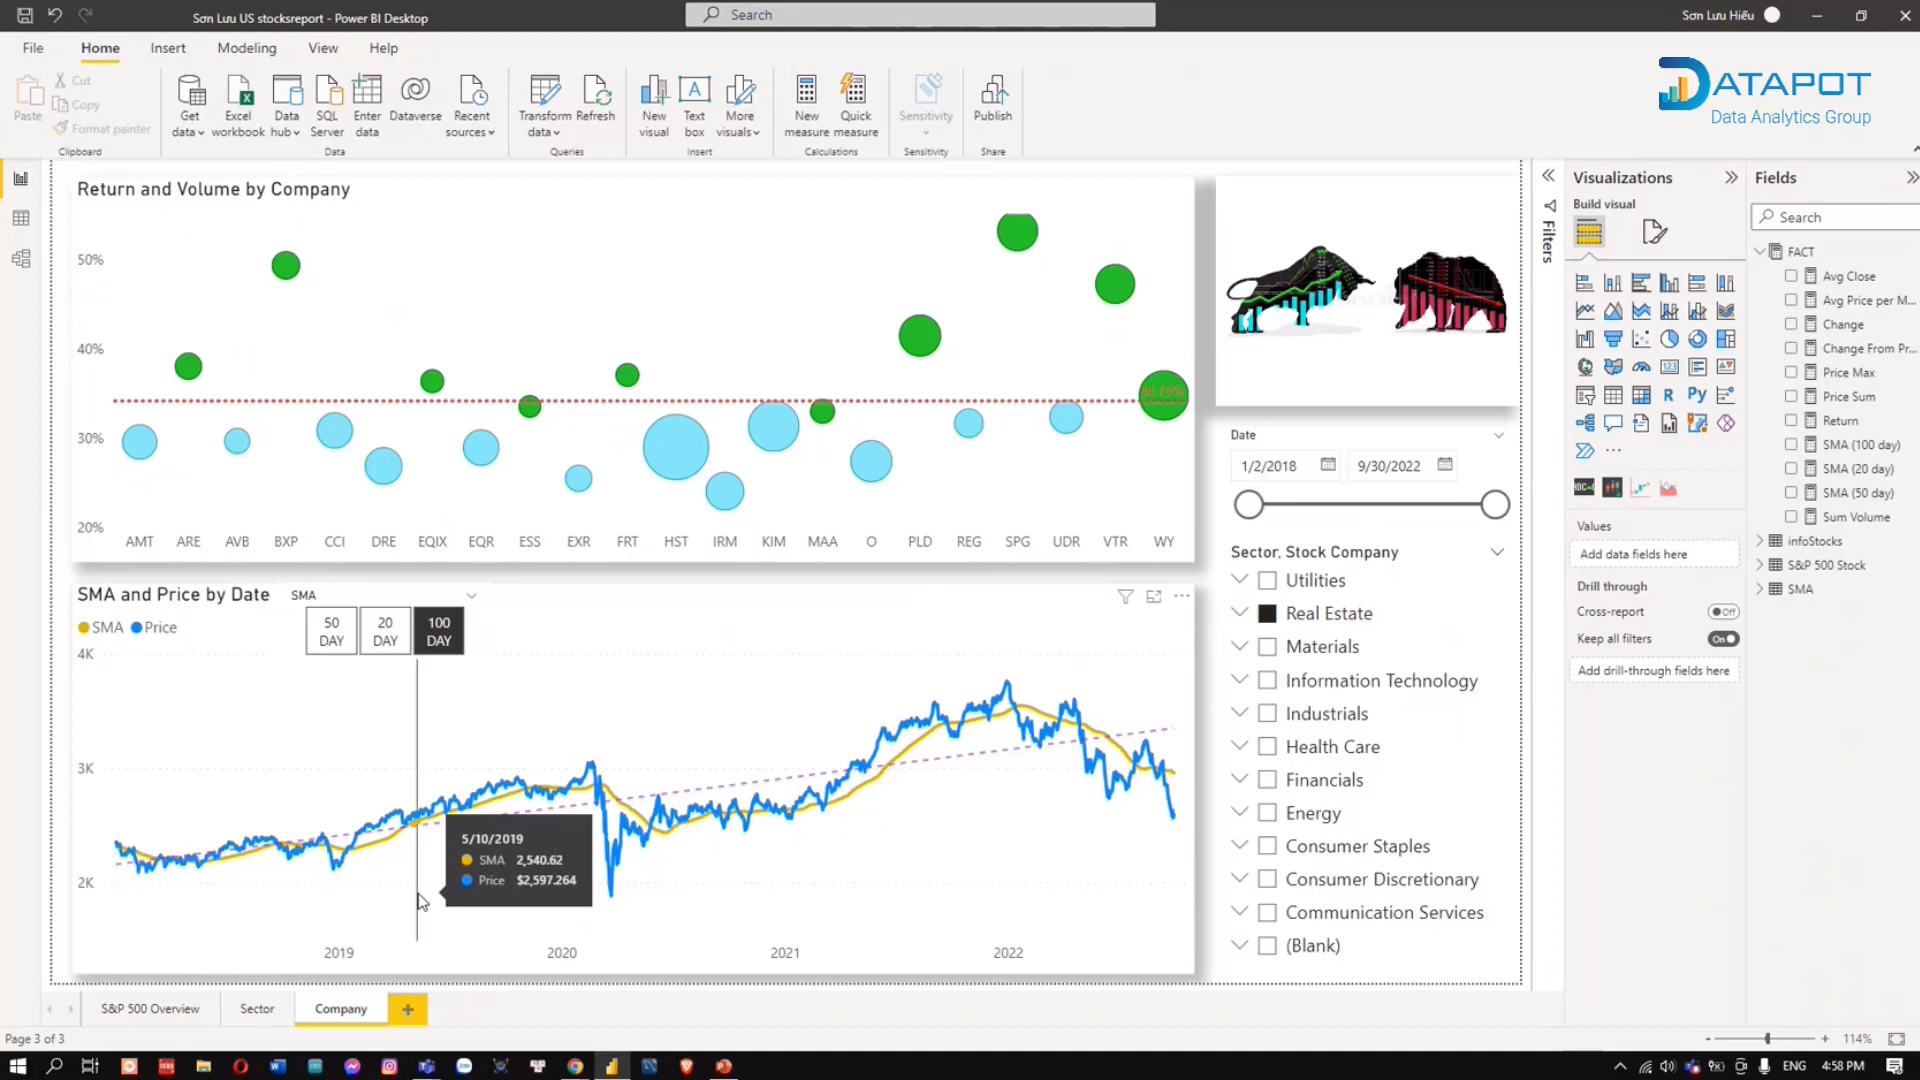 Sơn Lưu US stocksreport - Power BI Desktop
Search
Sơn Lưu Hiếu
File Home Insert Modeling View Help
DATAPOT
Data Analytics Group
Paste
Cut
Copy
Format painter
Get data
Excel workbook
Data hub
SQL Server
Enter data
Dataverse
Recent sources
Transform data
Refresh
New visual
Text box
More visuals
New measure
Quick measure
Sensitivity
Publish
Clipboard Data Queries Insert Calculations Sensitivity Share
Return and Volume by Company
50%
40%
30%
20%
AMT ARE AVB BXP CCI DRE EQIX EQR ESS EXR FRT HST IRM KIM MAA O PLD REG SPG UDR VTR WY
SMA and Price by Date
SMA
SMA Price
50 DAY
20 DAY
100 DAY
4K
3K
2K
5/10/2019
SMA 2,540.62
Price $2,597.264
2019 2020 2021 2022
Date
1/2/2018 9/30/2022
Sector, Stock Company
Utilities
Real Estate
Materials
Information Technology
Industrials
Health Care
Financials
Energy
Consumer Staples
Consumer Discretionary
Communication Services
(Blank)
Filters
Visualizations
Build visual
R Py
Values
Add data fields here
Drill through
Cross-report Off
Keep all filters On
Add drill-through fields here
Fields
Search
FACT
Avg Close
Avg Price per M...
Change
Change From Pr...
Price Max
Price Sum
Return
SMA (100 day)
SMA (20 day)
SMA (50 day)
Sum Volume
infoStocks
S&P 500 Stock
SMA
S&P 500 Overview Sector Company
Page 3 of 3
114%
ENG 4:58 PM